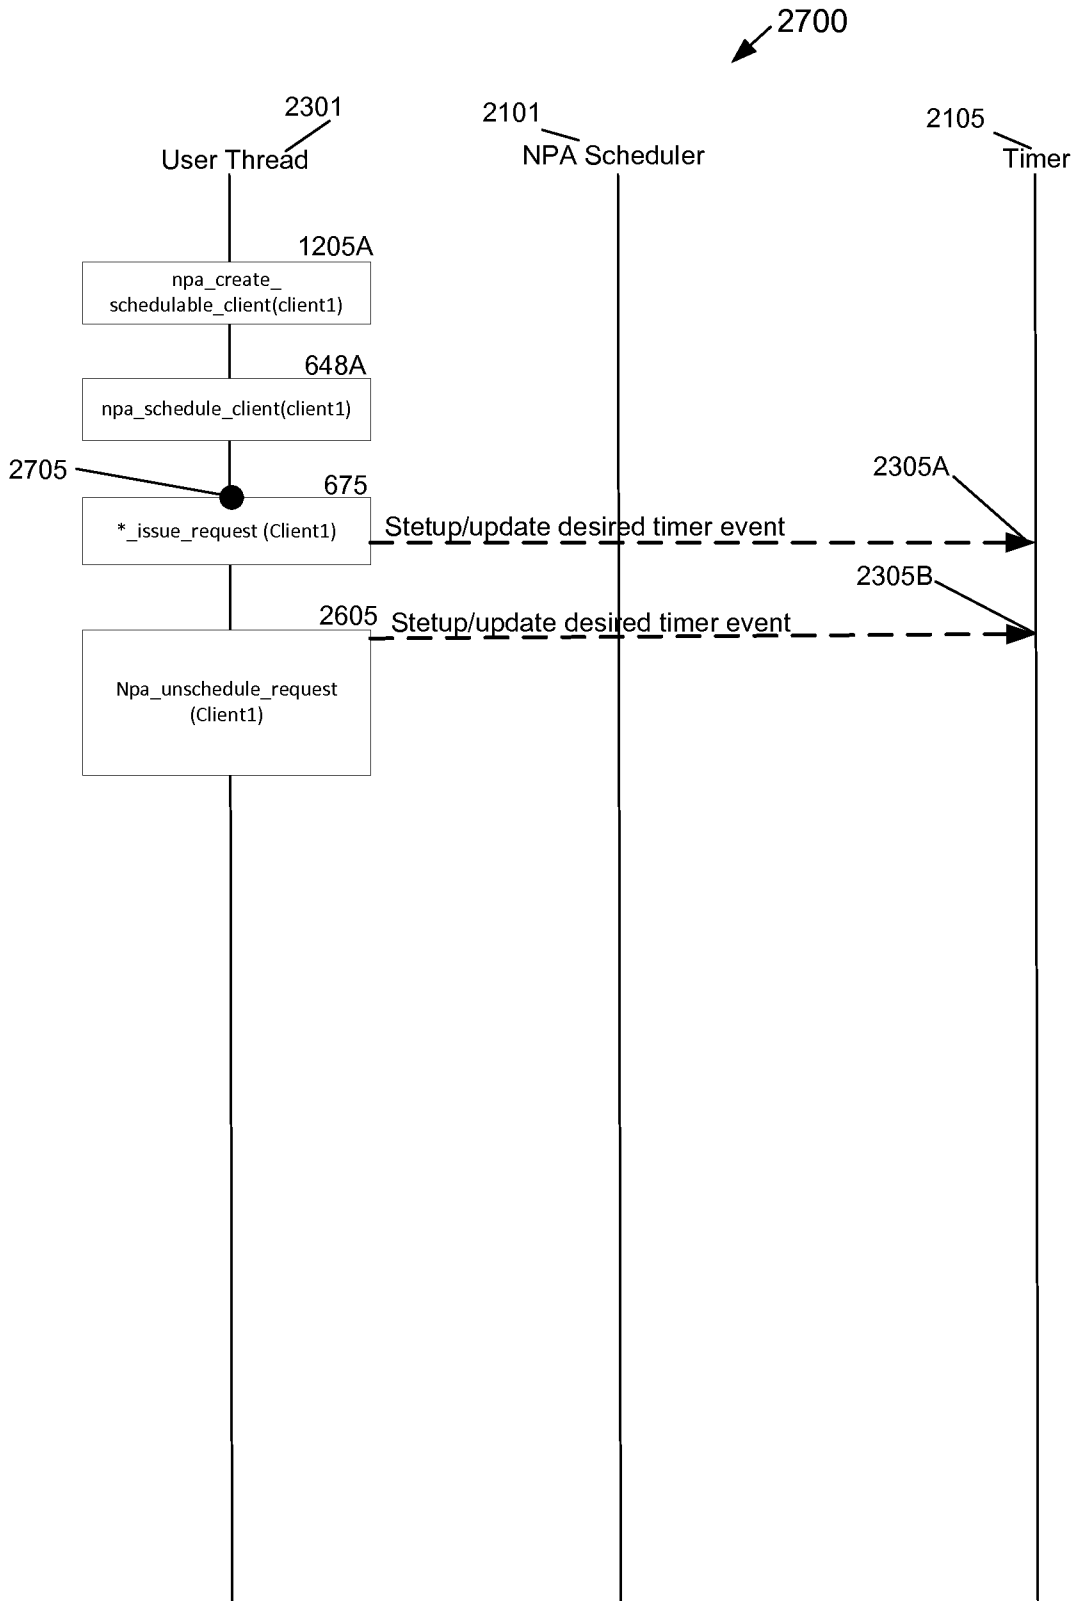 2700
2301
2101
2105
User Thread
NPA Scheduler
Timer
1205A
npa_create_
schedulable_client(client1)
648A
npa_schedule_client(client1)
2705
675
2305A
*_issue_request (Client1)
Stetup/update desired timer event
2305B
2605
Stetup/update desired timer event
Npa_unschedule_request
(Client1)